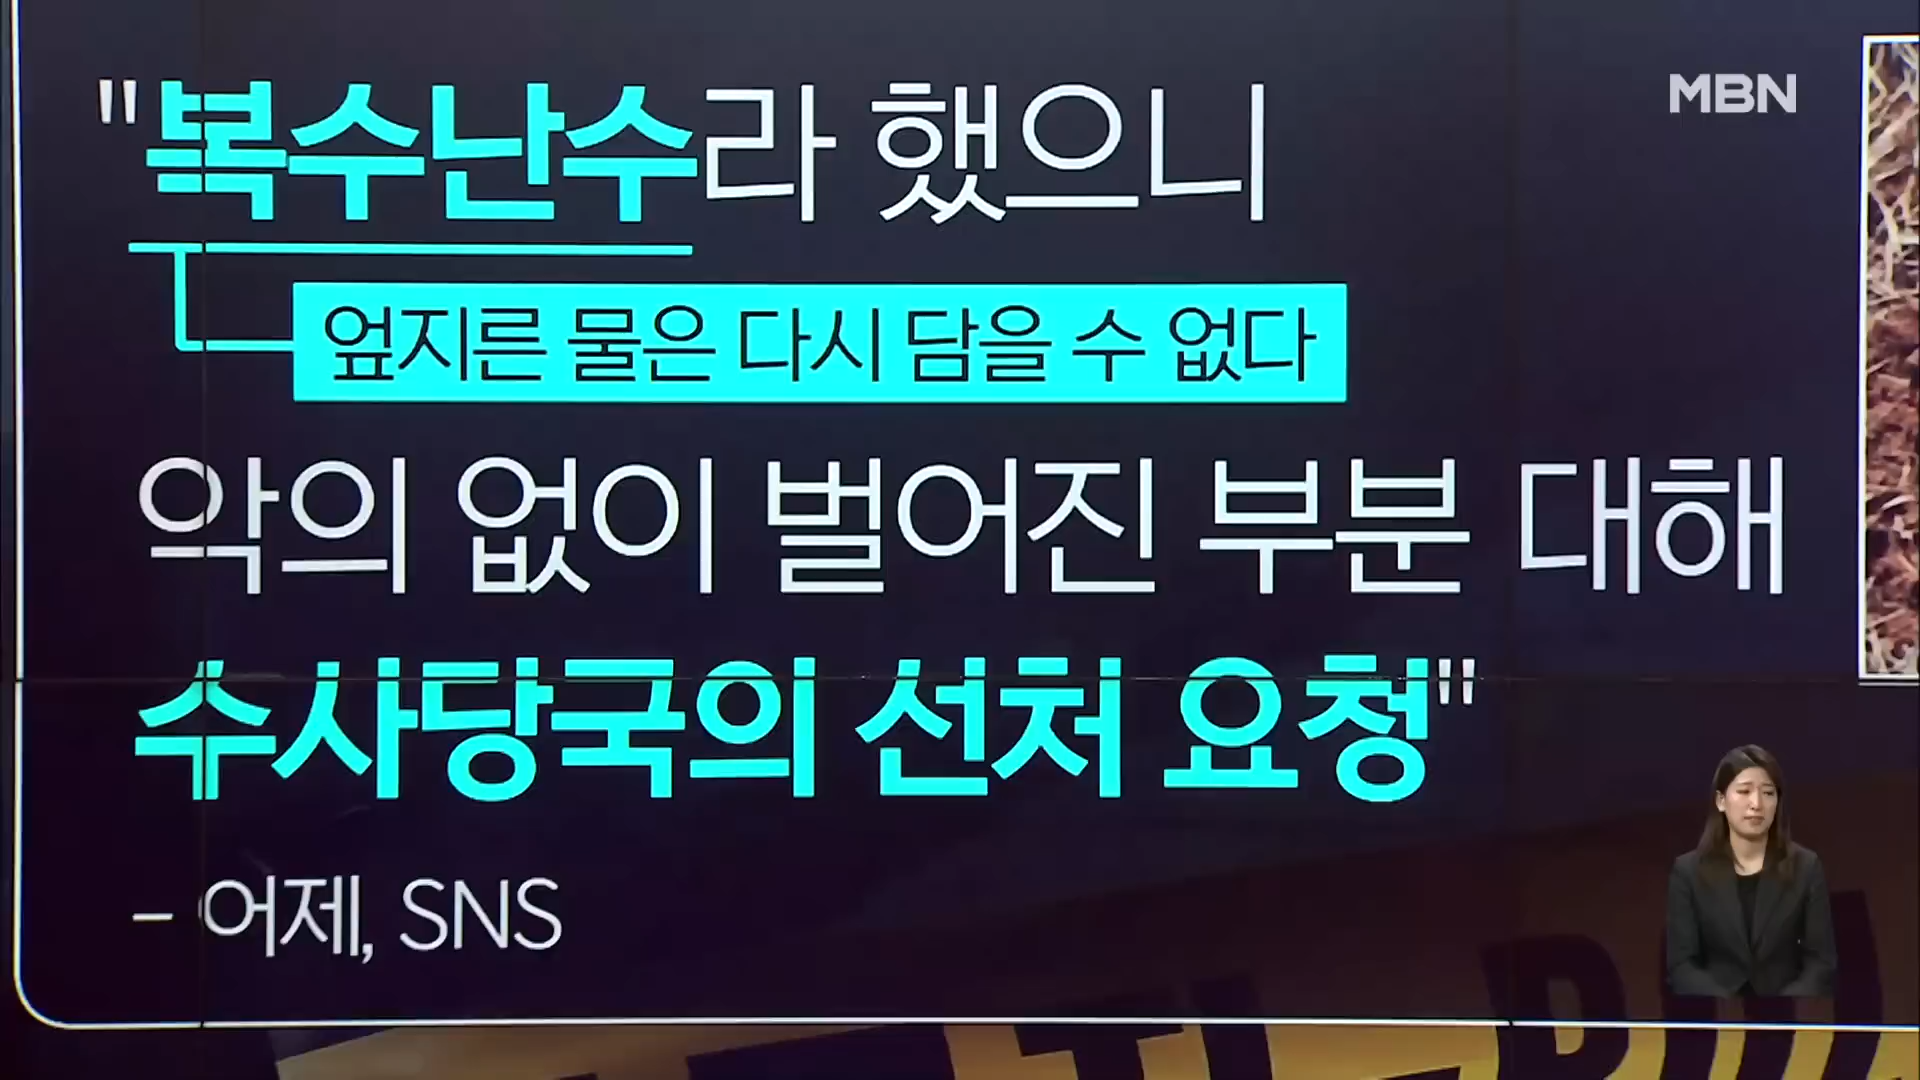 MBN
"복수난수라 했으니
엎지른 물은 다시 담을 수 없다
악의 없이 벌어진 부분 대해
수사당국의 선처 요청"
- 어제, SNS